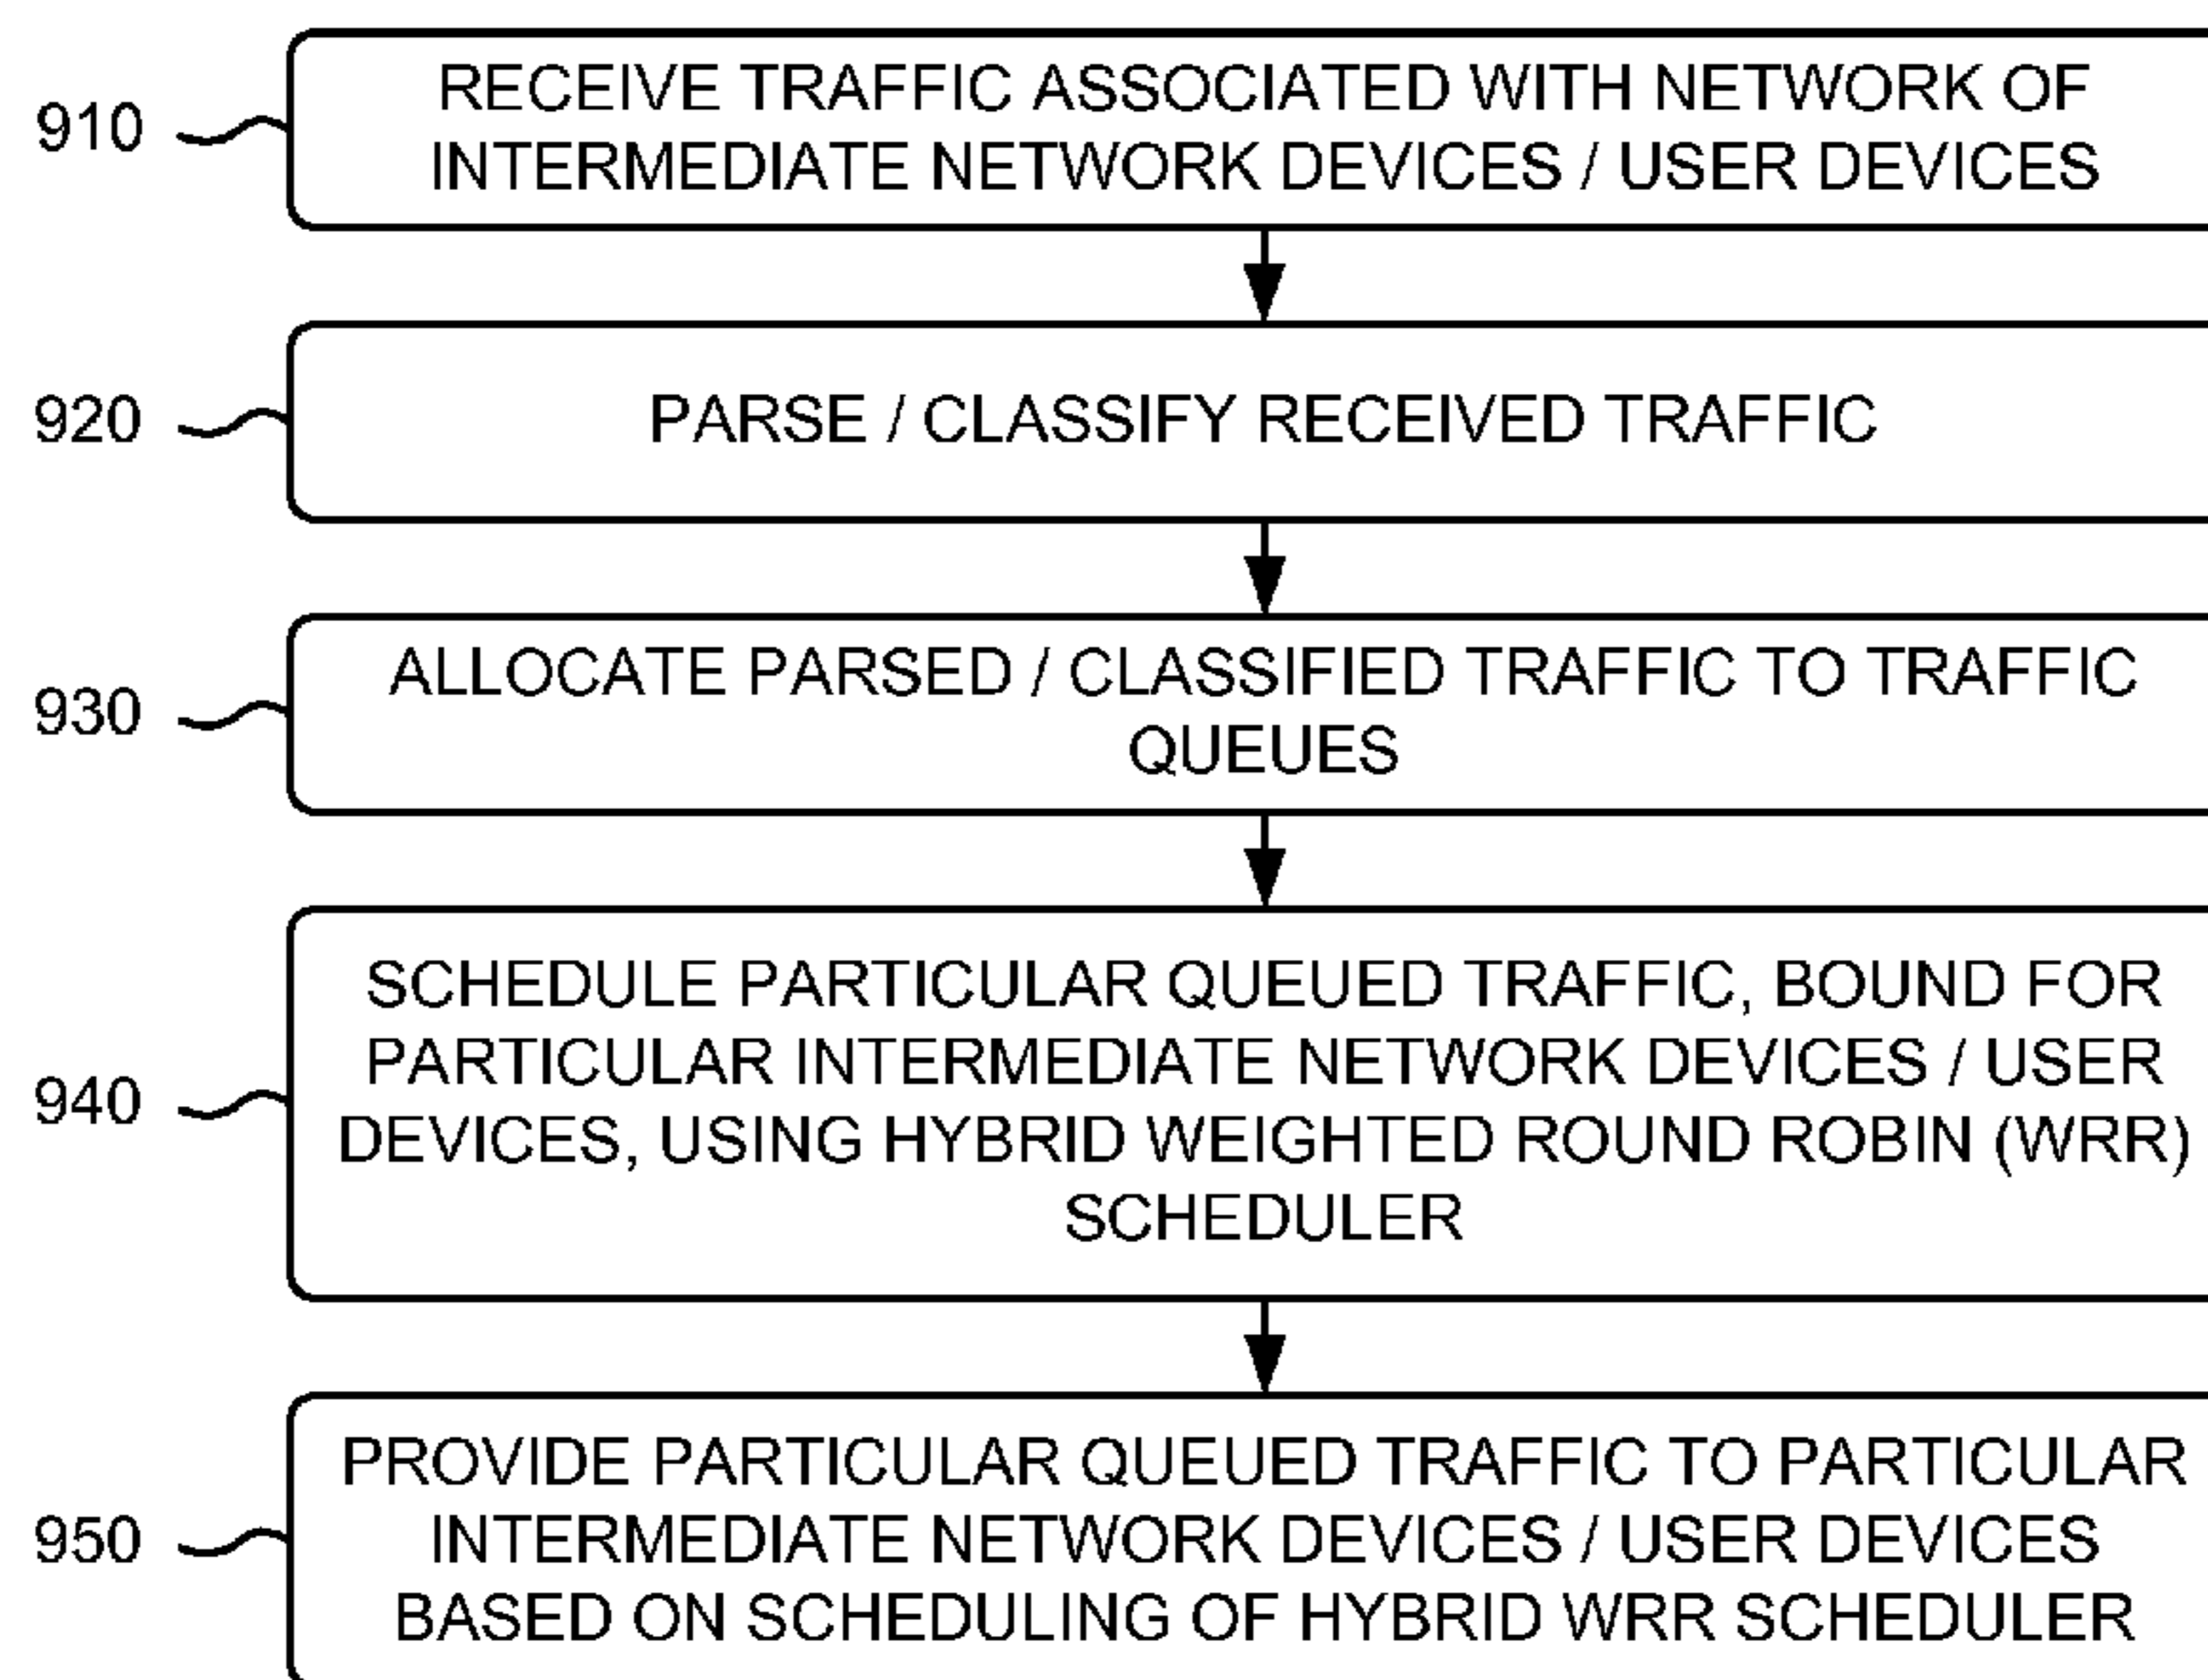 910
RECEIVE TRAFFIC ASSOCIATED WITH NETWORK OF
INTERMEDIATE NETWORK DEVICES / USER DEVICES
920
PARSE / CLASSIFY RECEIVED TRAFFIC
930
ALLOCATE PARSED / CLASSIFIED TRAFFIC TO TRAFFIC
QUEUES
940
SCHEDULE PARTICULAR QUEUED TRAFFIC, BOUND FOR
PARTICULAR INTERMEDIATE NETWORK DEVICES / USER
DEVICES, USING HYBRID WEIGHTED ROUND ROBIN (WRR)
SCHEDULER
950
PROVIDE PARTICULAR QUEUED TRAFFIC TO PARTICULAR
INTERMEDIATE NETWORK DEVICES / USER DEVICES
BASED ON SCHEDULING OF HYBRID WRR SCHEDULER